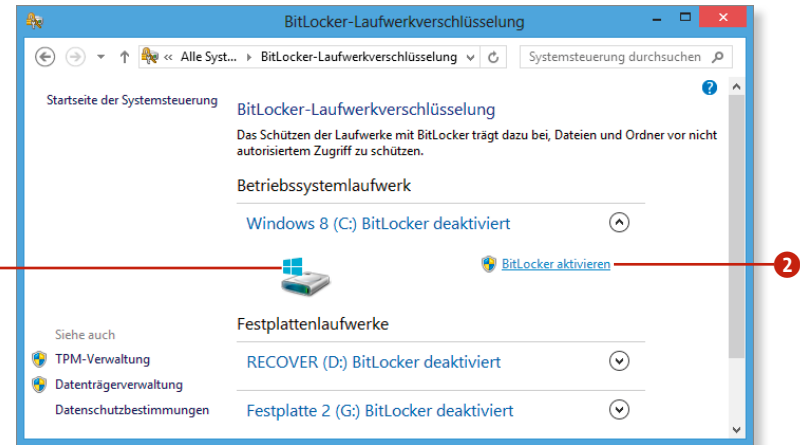 BitLocker-Laufwerkverschlüsselung
« Alle Syst... BitLocker-Laufwerkverschlüsselung
Systemsteuerung durchsuchen
Startseite der Systemsteuerung
BitLocker-Laufwerkverschlüsselung
Das Schützen der Laufwerke mit BitLocker trägt dazu bei, Dateien und Ordner vor nicht
autorisiertem Zugriff zu schützen.
Betriebssystemlaufwerk
Windows 8 (C:) BitLocker deaktiviert
BitLocker aktivieren
2
Festplattenlaufwerke
RECOVER (D:) BitLocker deaktiviert
Festplatte 2 (G:) BitLocker deaktiviert
Siehe auch
TPM-Verwaltung
Datenträgerverwaltung
Datenschutzbestimmungen